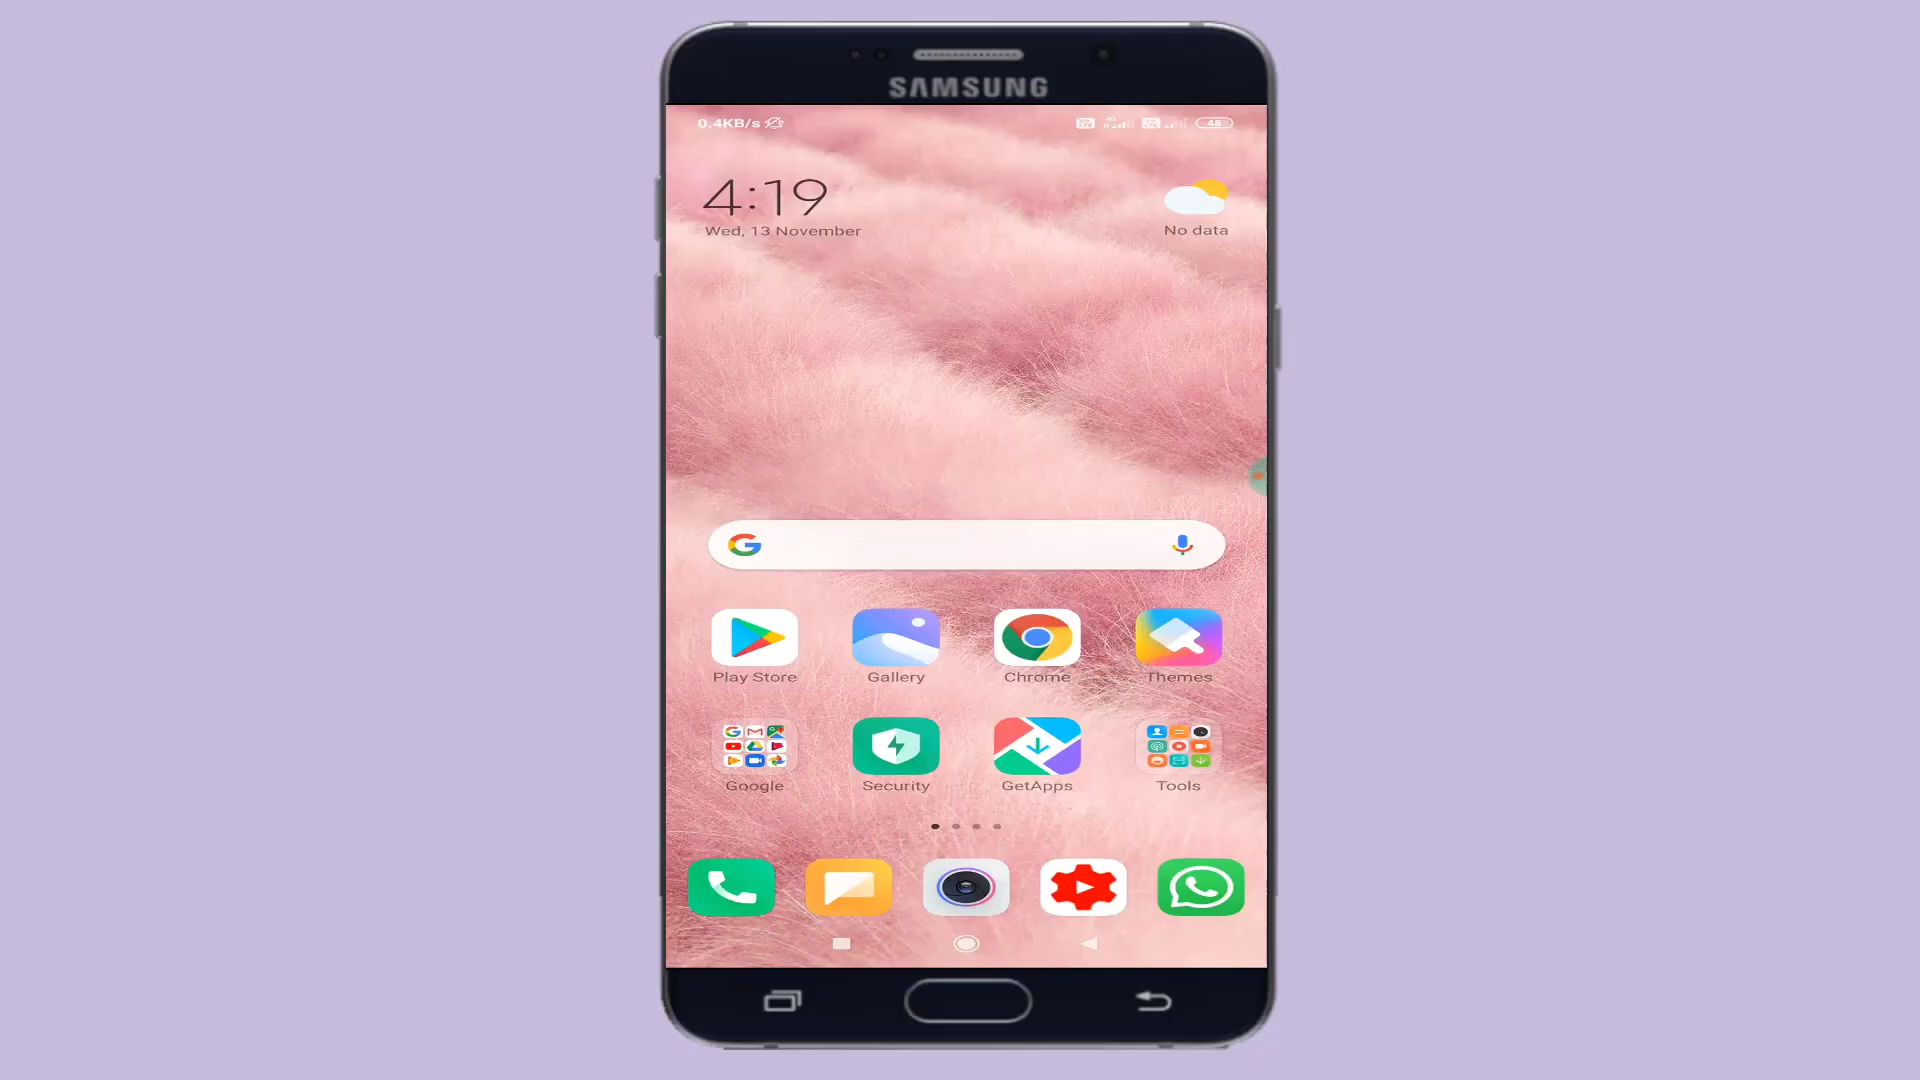 SAMSUNG
0.4KB/s
48
4:19
Wed, 13 November
No data
Play Store
Gallery
Chrome
Themes
Google
Security
GetApps
Tools